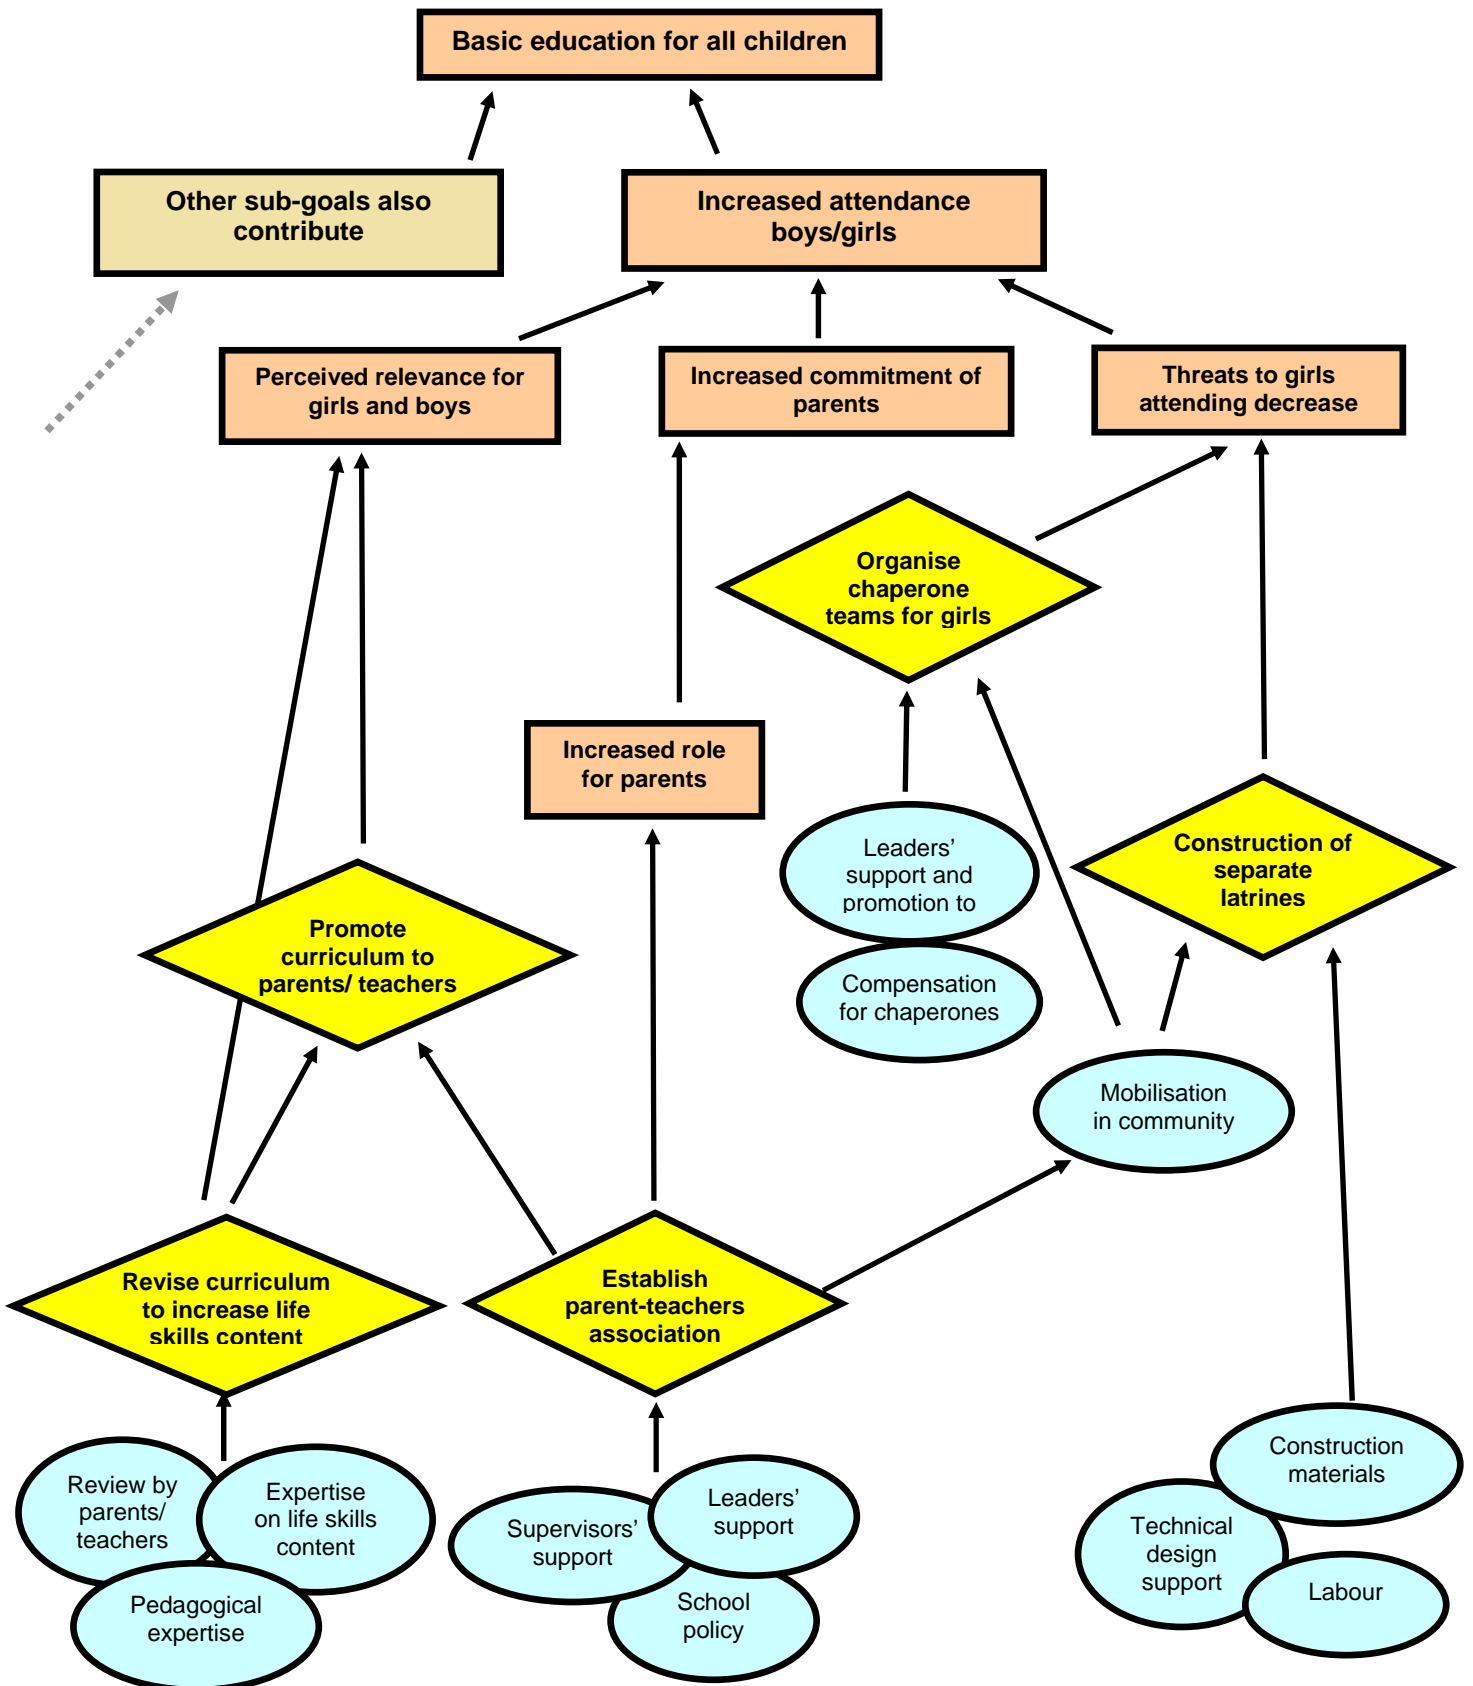 Basic education for all children
Other sub-goals also
contribute
Increased attendance
boys/girls
Perceived relevance for
girls and boys
Increased commitment of
parents
Threats to girls
attending decrease
Organise
chaperone
teams for girls
Increased role
for parents
Leaders’
support and
promotion to
Construction of
separate
latrines
Promote
curriculum to
parents/ teachers
Compensation
for chaperones
Mobilisation
in community
Revise curriculum
to increase life
skills content
Establish
parent-teachers
association
Review by
parents/
teachers
Expertise
on life skills
content
Pedagogical
expertise
Supervisors’
support
Leaders’
support
School
policy
Construction
materials
Technical
design
support
Labour